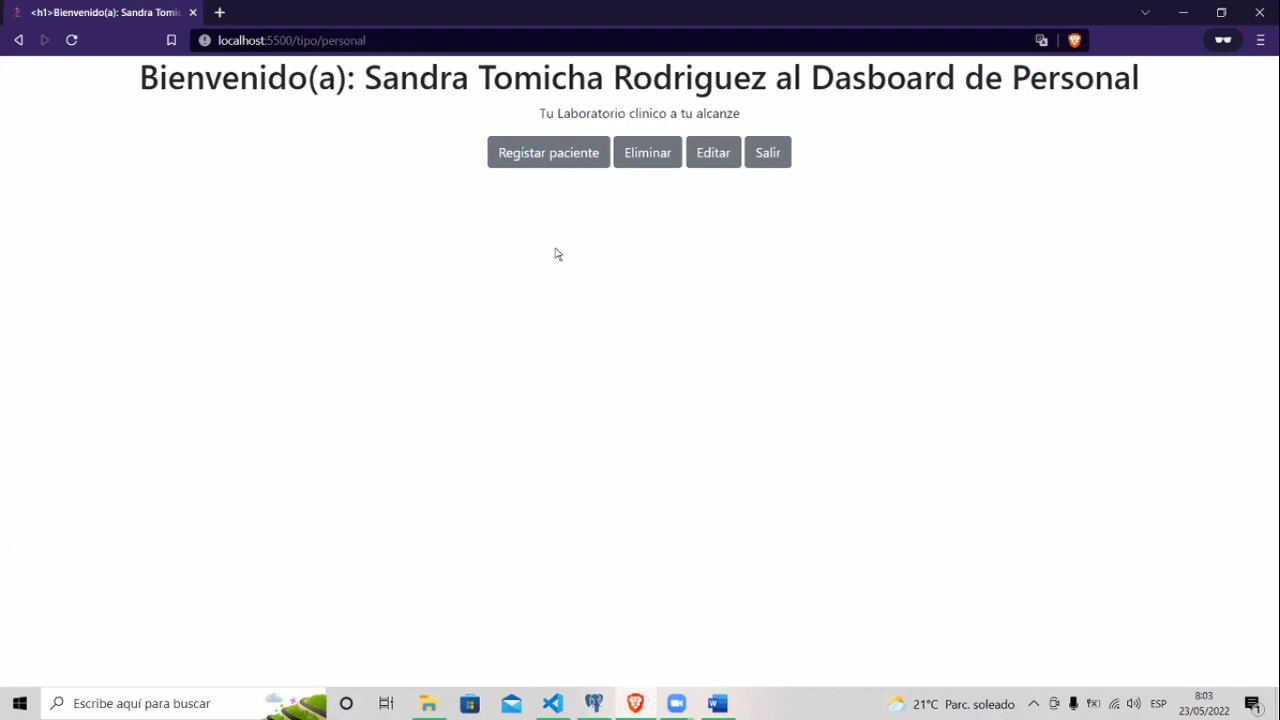 <h1>Bienvenido(a): Sandra Tomic
localhost:5500/tipo/personal
Bienvenido(a): Sandra Tomicha Rodriguez al Dasboard de Personal
Tu Laboratorio clinico a tu alcanze
Registar paciente Eliminar Editar Salir
Escribe aquí para buscar
21°C Parc. soleado
ESP
8:03
23/05/2022
1